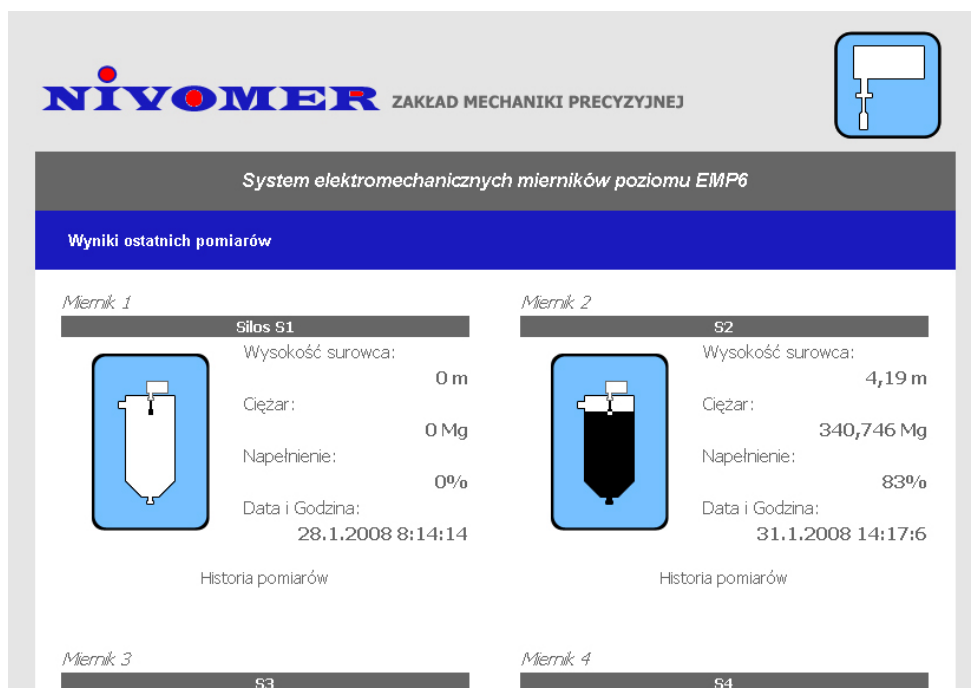 NIVOMER ZAKŁAD MECHANIKI PRECYZYJNEJ
System elektromechanicznych mierników poziomu EMP6
Wyniki ostatnich pomiarów
Miernik 1
Silos S1
Wysokość surowca:
0 m
Ciężar:
0 Mg
Napełnienie:
0%
Data i Godzina:
28.1.2008 8:14:14
Historia pomiarów
Miernik 2
S2
Wysokość surowca:
4,19 m
Ciężar:
340,746 Mg
Napełnienie:
83%
Data i Godzina:
31.1.2008 14:17:6
Historia pomiarów
Miernik 3
S3
Miernik 4
S4